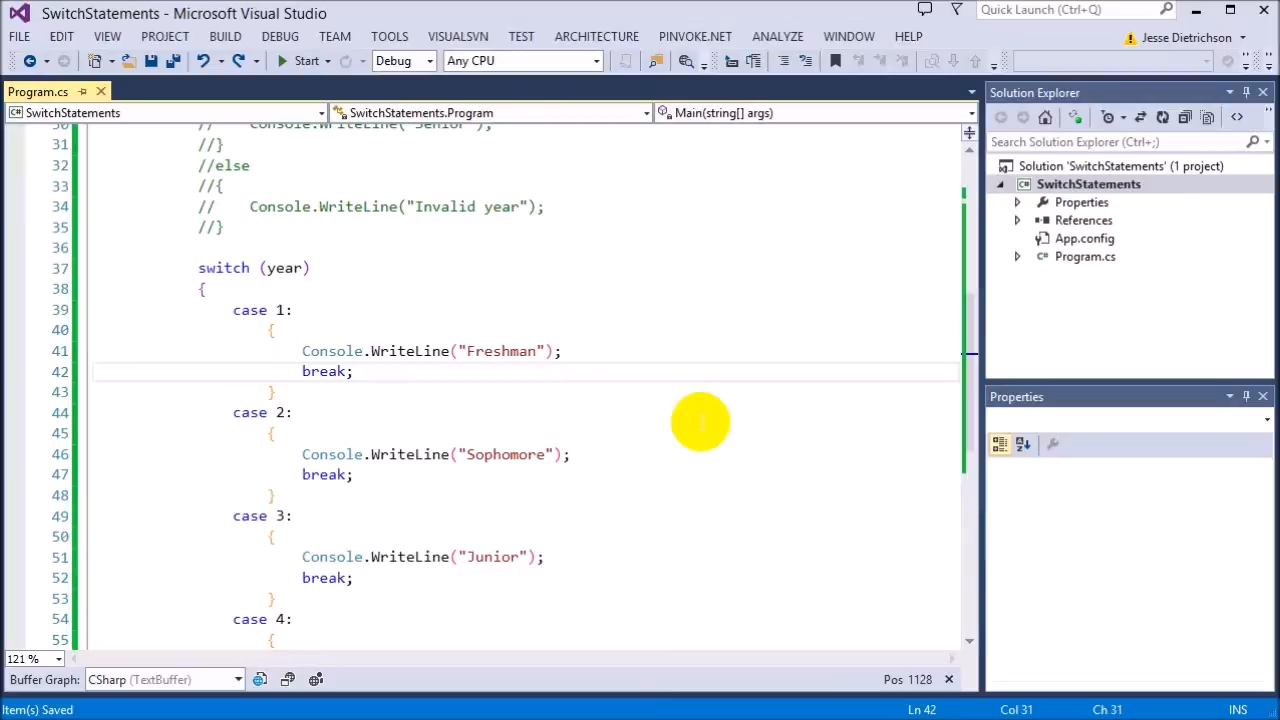 SwitchStatements - Microsoft Visual Studio
Quick Launch (Ctrl+Q)
FILE EDIT VIEW PROJECT BUILD DEBUG TEAM TOOLS VISUALSVN TEST ARCHITECTURE PINVOKE.NET ANALYZE WINDOW HELP
Jesse Dietrichson
Start Debug Any CPU
Program.cs
SwitchStatements SwitchStatements.Program Main(string[] args)
30 // Console.WriteLine("Senior");
31 //}
32 //else
33 //{
34 // Console.WriteLine("Invalid year");
35 //}
36
37 switch (year)
38 {
39 case 1:
40 {
41 Console.WriteLine("Freshman");
42 break;
43 }
44 case 2:
45 {
46 Console.WriteLine("Sophomore");
47 break;
48 }
49 case 3:
50 {
51 Console.WriteLine("Junior");
52 break;
53 }
54 case 4:
55 {
121 %
Buffer Graph: CSharp (TextBuffer) Pos 1128
Item(s) Saved Ln 42 Col 31 Ch 31 INS
Solution Explorer
Search Solution Explorer (Ctrl+;)
Solution 'SwitchStatements' (1 project)
SwitchStatements
Properties
References
App.config
Program.cs
Properties